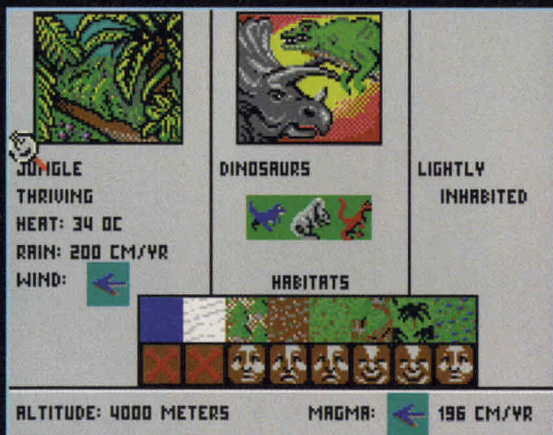 JUNGLE
THRIVING
HEAT: 34 0C
RAIN: 200 CM/YR
WIND:
DINOSAURS
LIGHTLY
INHABITED
HABITATS
ALTITUDE: 4000 METERS
MAGMA: 196 CM/YR